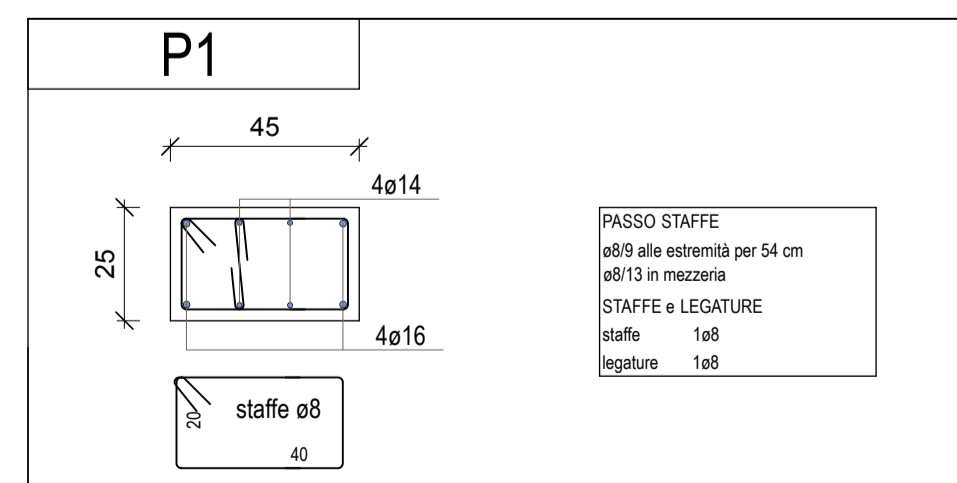 P1
45
4ø14
25
4ø16
staffe ø8
20
40
PASSO STAFFE
ø8/9 alle estremità per 54 cm
ø8/13 in mezzeria
STAFFE e LEGATURE
staffe 1ø8
legature 1ø8